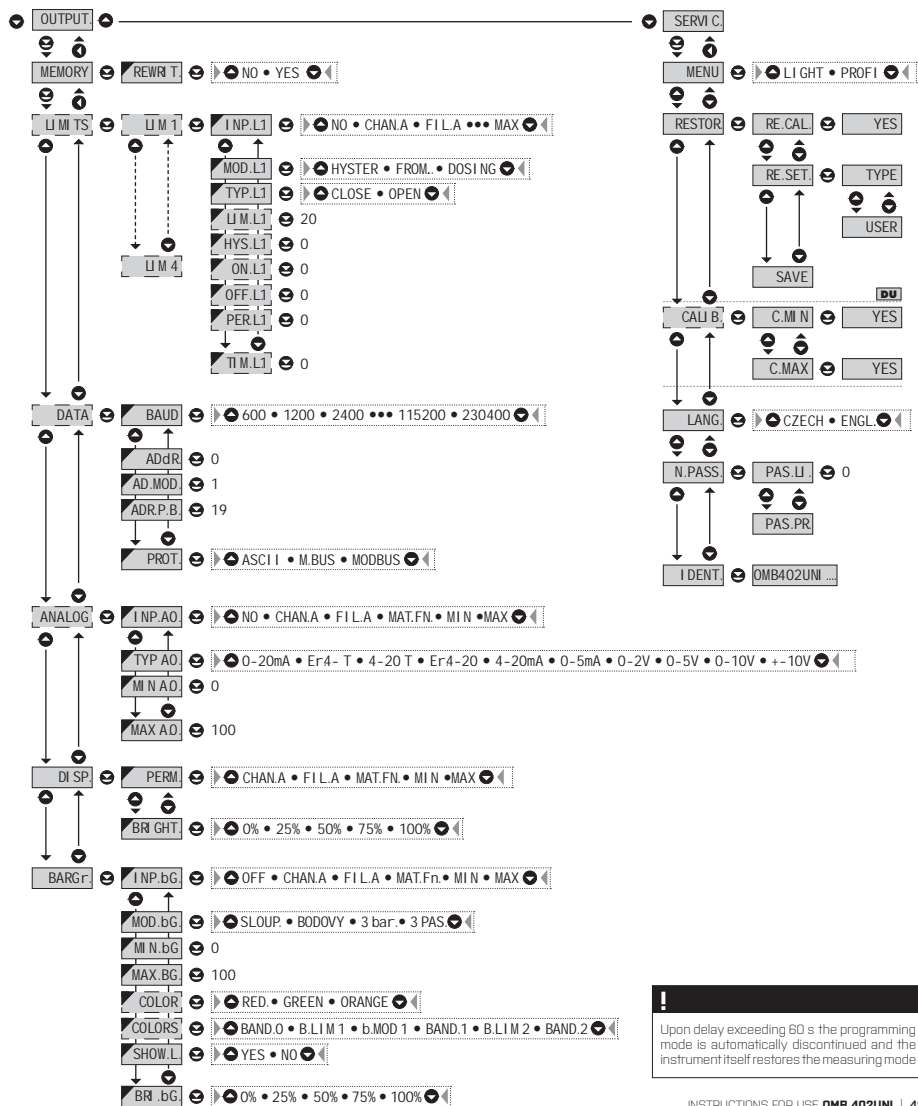 OUTPUT.
MEMORY REWRIT. NO • YES
LIMITS LIM 1 INP.L1 NO • CHAN.A • FIL.A ••• MAX
MOD.L1 HYSTER • FROM.. • DOSING
TYP.L1 CLOSE • OPEN
LIM.L1 20
HYS.L1 0
LIM 4
ON.L1 0
OFF.L1 0
PER.L1 0
TIM.L1 0
DATA BAUD 600 • 1200 • 2400 ••• 115200 • 230400
ADdR. 0
AD.MOD. 1
ADR.P.B. 19
PROT. ASCII • M.BUS • MODBUS
ANALOG INP.AO. NO • CHAN.A • FIL.A • MAT.FN. • MIN •MAX
TYP AO. 0-20mA • Er4- T • 4-20 T • Er4-20 • 4-20mA • 0-5mA • 0-2V • 0-5V • 0-10V • +-10V
MIN A.O. 0
MAX A.O. 100
DISP. PERM. CHAN.A • FIL.A • MAT.FN. • MIN •MAX
BRIGHT. 0% • 25% • 50% • 75% • 100%
BARGr. INP.bG. OFF • CHAN.A • FIL.A • MAT.Fn. • MIN • MAX
MOD.bG. SLOUP. • BODOVY • 3 bar. • 3 PAS.
MIN.bG 0
MAX.BG. 100
COLOR RED. • GREEN • ORANGE
COLORS BAND.0 • B.LIM 1 • b.MOD 1 • BAND.1 • B.LIM 2 • BAND.2
SHOW.L. YES • NO
BRI.bG. 0% • 25% • 50% • 75% • 100%
SERVIC.
MENU LIGHT • PROFI
RESTOR. RE.CAL. YES
RE.SET. TYPE
USER
SAVE
DU
CALIB. C.MIN YES
C.MAX YES
LANG. CZECH • ENGL.
N.PASS. PAS.LI. 0
PAS.PR.
IDENT. OMB402UNI ....
!
Upon delay exceeding 60 s the programming
mode is automatically discontinued and the
instrument itself restores the measuring mode
INSTRUCTIONS FOR USE OMB 402UNI